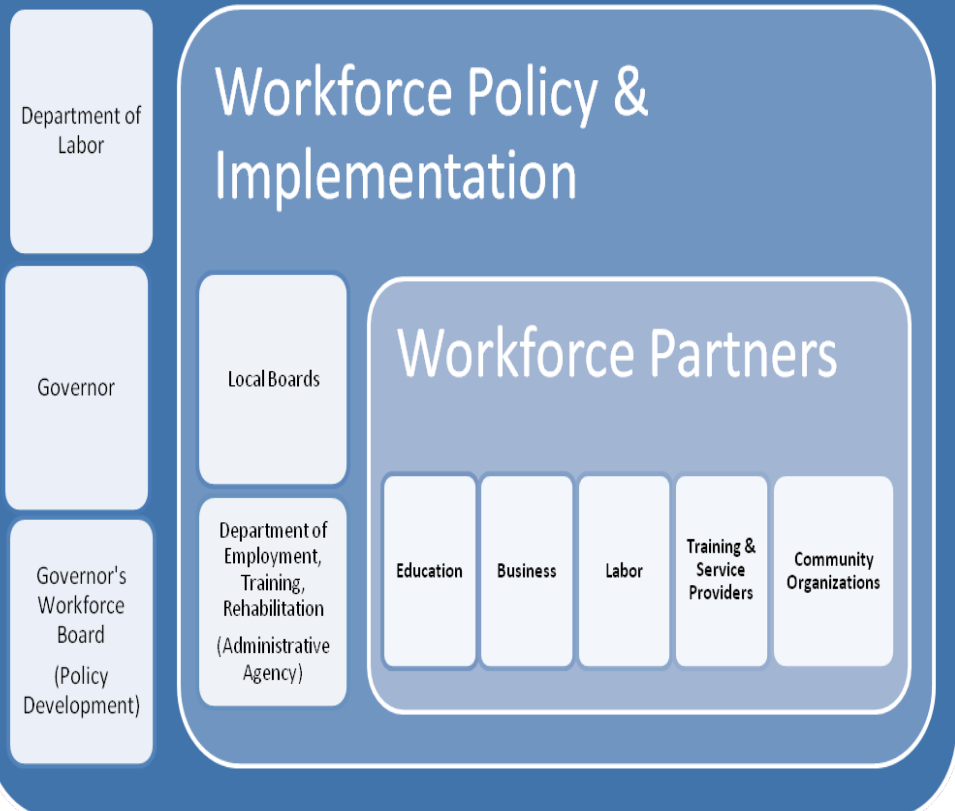 Department of
Labor
Governor
Governor's
Workforce
Board
(Policy
Development)
Workforce Policy &
Implementation
Local Boards
Department of
Employment,
Training,
Rehabilitation
(Administrative
Agency)
Workforce Partners
Education
Business
Labor
Training &
Service
Providers
Community
Organizations